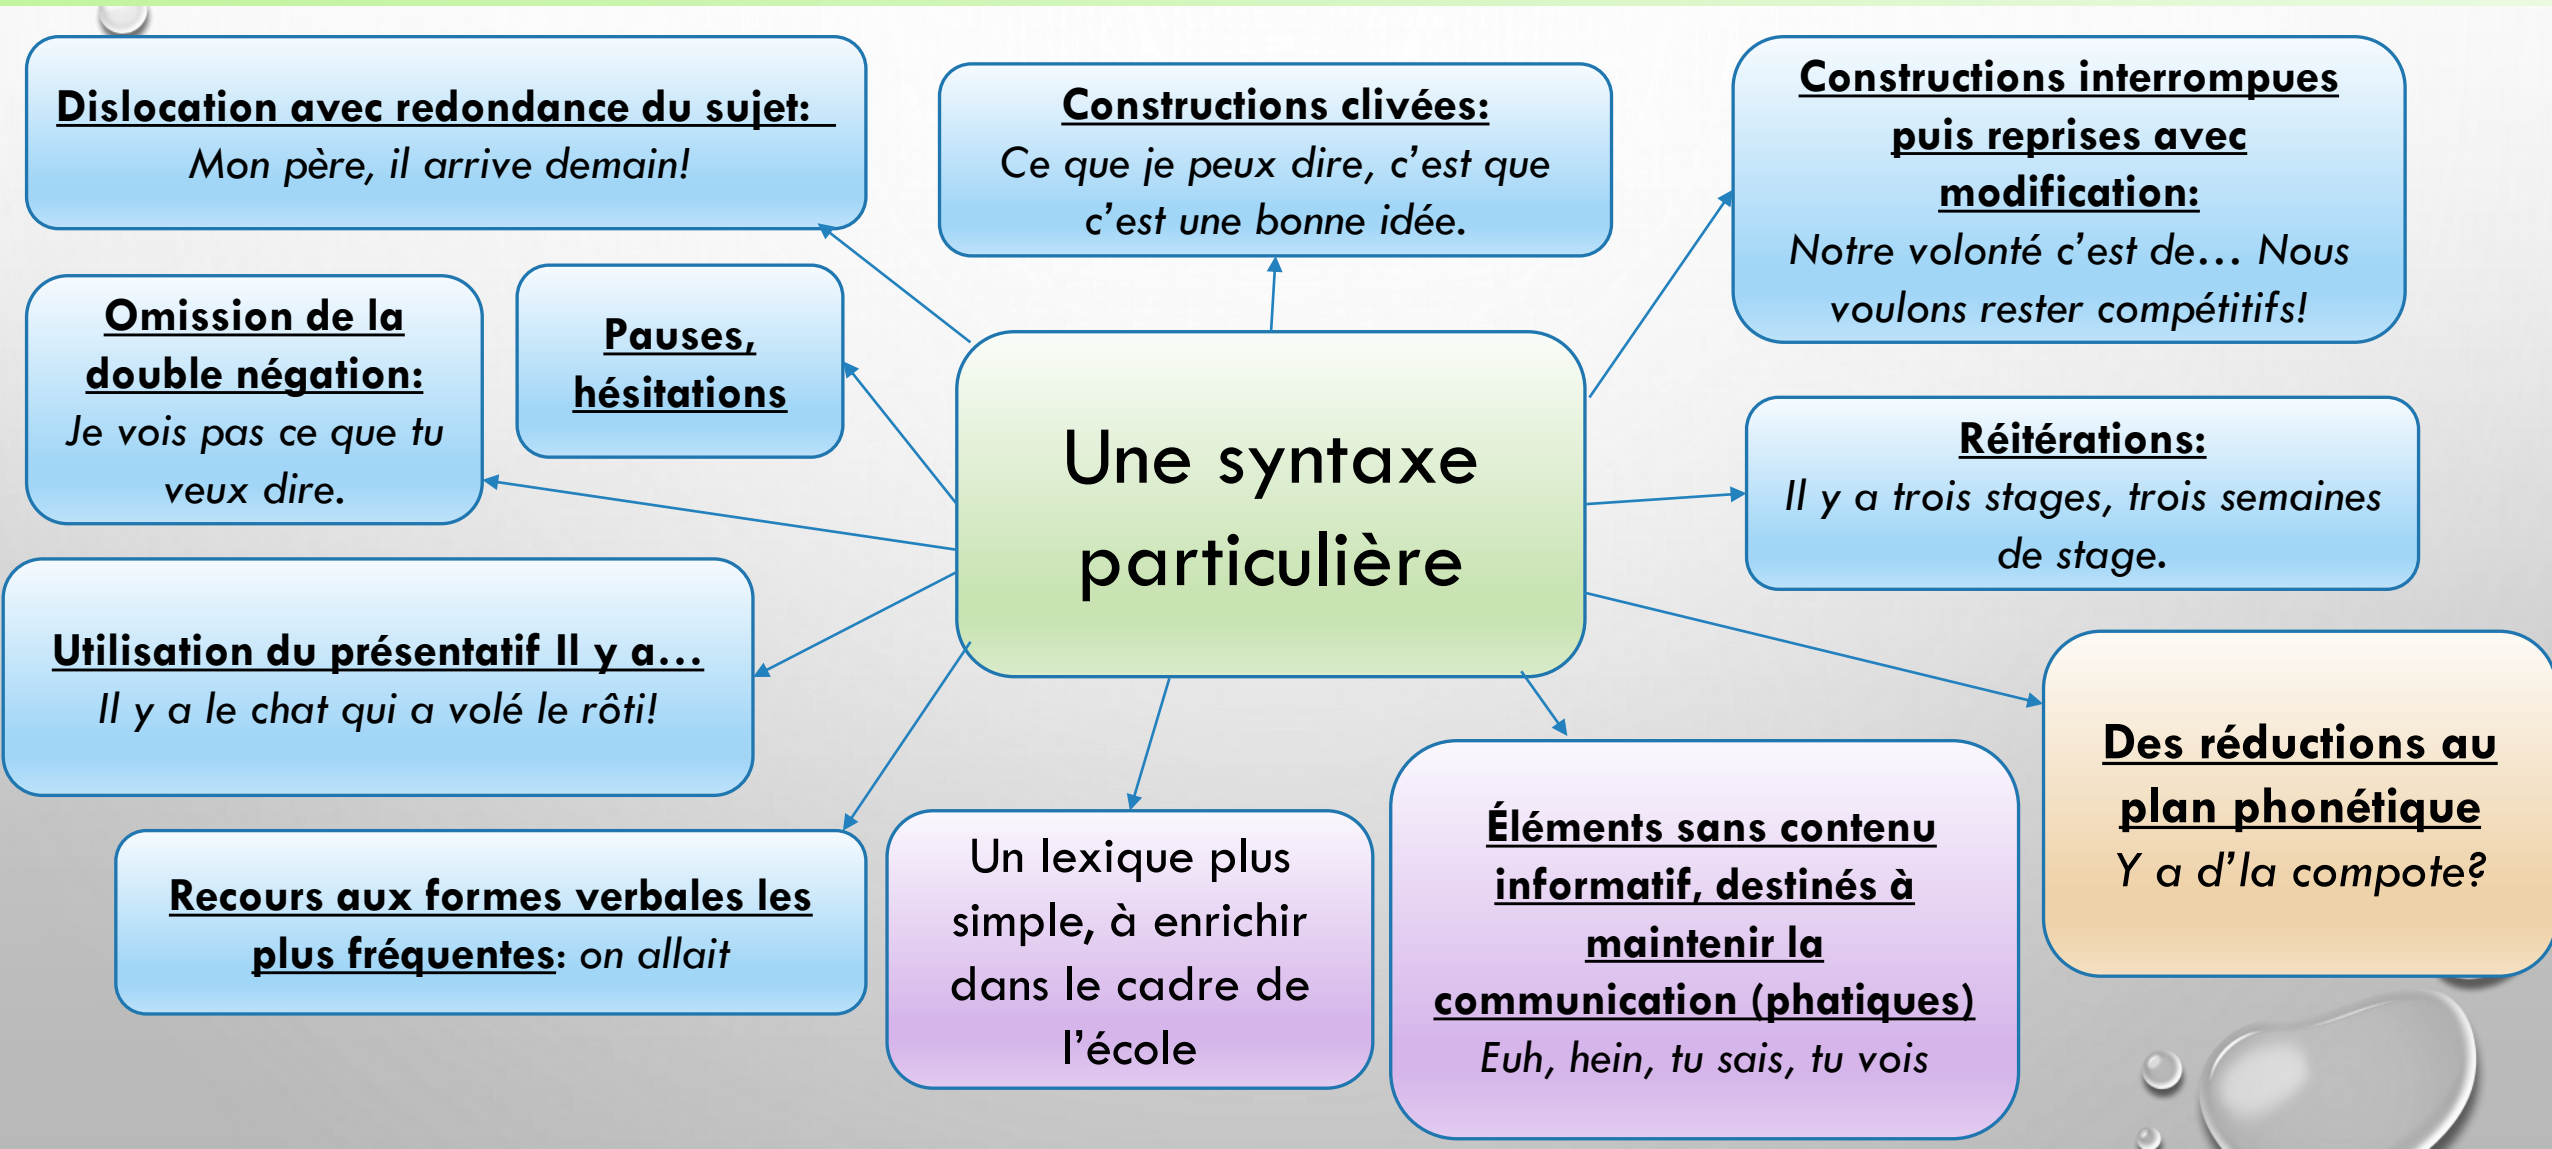 Dislocation avec redondance du sujet:
Mon père, il arrive demain!
Constructions clivées:
Ce que je peux dire, c’est que
c’est une bonne idée.
Constructions interrompues
puis reprises avec
modification:
Notre volonté c’est de… Nous
voulons rester compétitifs!
Omission de la
double négation:
Je vois pas ce que tu
veux dire.
Pauses,
hésitations
Une syntaxe
particulière
Réitérations:
Il y a trois stages, trois semaines
de stage.
Utilisation du présentatif Il y a…
Il y a le chat qui a volé le rôti!
Des réductions au
plan phonétique
Y a d’la compote?
Recours aux formes verbales les
plus fréquentes: on allait
Un lexique plus
simple, à enrichir
dans le cadre de
l’école
Éléments sans contenu
informatif, destinés à
maintenir la
communication (phatiques)
Euh, hein, tu sais, tu vois